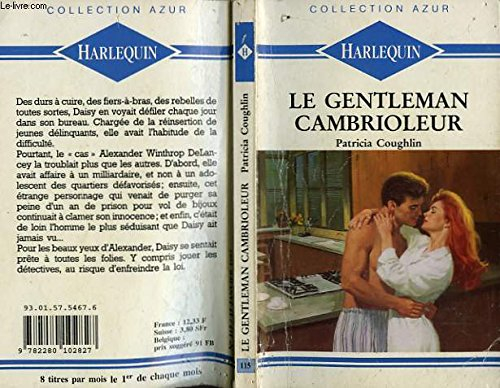 COLLECTION AZUR
HARLEQUIN
Des durs à cuire, des fiers-à-bras, des rebelles de
toutes sortes, Daisy en voyait défiler chaque jour
dans son bureau. Chargée de la réinsertion de
jeunes délinquants, elle avait l'habitude de la
difficulté.
Pourtant, le « cas » Alexander Winthrop DeLan-
cey la troublait plus que les autres. D'abord, elle
avait affaire à un milliardaire, et non à un ado-
lescent des quartiers défavorisés; ensuite, cet
étrange personnage qui venait de purger sa
peine d'un an de prison pour vol de bijoux
continuait à clamer son innocence; et enfin, c'était
de loin l'homme le plus séduisant que Daisy ait
jamais vu...
Pour les beaux yeux d'Alexander, Daisy se sentait
prête à toutes les folies. Y compris jouer les
détectives, au risque d'enfreindre la loi.
93.01.57.5467.6
9 782280 102827
France : 12,33 F
Suisse : 3,80 SFr
Belgique :
prix suggéré 91 FB
8 titres par mois le 1er de chaque mois
H
LE GENTLEMAN CAMBRIOLEUR Patricia Coughlin
115
COLLECTION AZUR
HARLEQUIN
LE GENTLEMAN
CAMBRIOLEUR
Patricia Coughlin
Le-livre.com